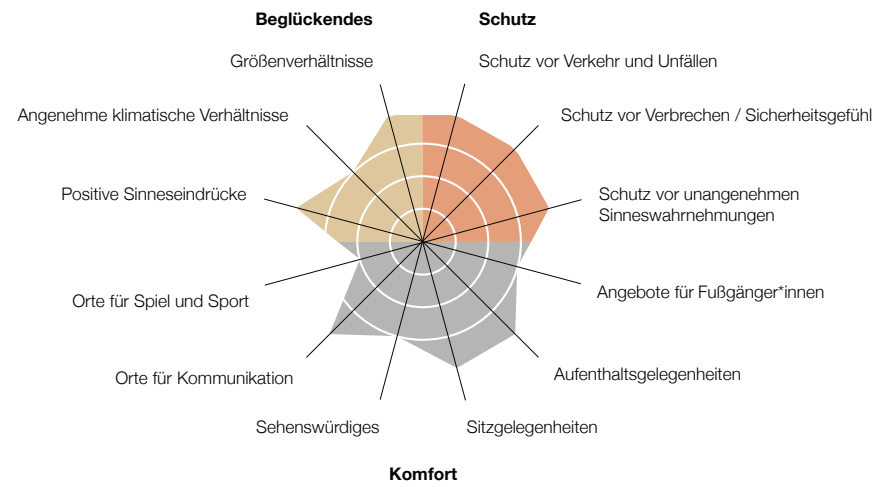 Beglückendes
Schutz
Größenverhältnisse
Schutz vor Verkehr und Unfällen
Angenehme klimatische Verhältnisse
Schutz vor Verbrechen / Sicherheitsgefühl
Positive Sinneseindrücke
Schutz vor unangenehmen
Sinneswahrnehmungen
Orte für Spiel und Sport
Angebote für Fußgänger*innen
Orte für Kommunikation
Aufenthaltsgelegenheiten
Sehenswürdiges
Sitzgelegenheiten
Komfort